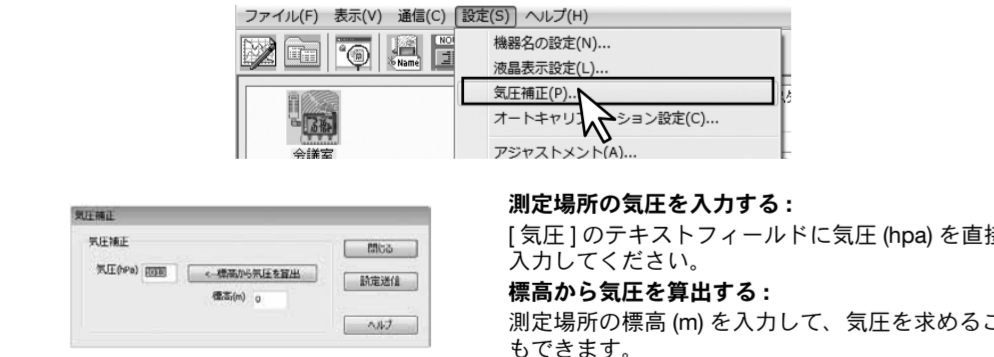 ファイル(F) 表示(V) 通信(C) 設定(S) ヘルプ(H)
Name
機器名の設定(N)...
液晶表示設定(L)...
気圧補正(P)...
オートキャリブレーション設定(C)...
アジャストメント(A)...
会議室
気圧補正
気圧補正
気圧(hPa)
<--標高から気圧を算出
標高(m) 0
閉じる
設定送信
ヘルプ
測定場所の気圧を入力する :
[ 気圧 ] のテキストフィールドに気圧 (hpa) を直接
入力してください。
標高から気圧を算出する :
測定場所の標高 (m) を入力して、気圧を求めるこ
もできます。